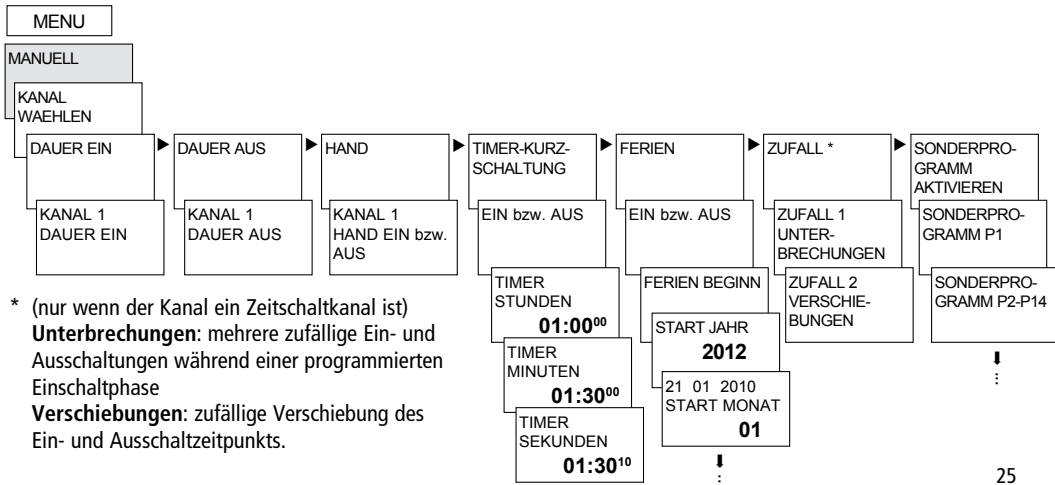 MENU
MANUELL
KANAL
WAEHLEN
DAUER EIN
KANAL 1
DAUER EIN
DAUER AUS
KANAL 1
DAUER AUS
HAND
KANAL 1
HAND EIN bzw.
AUS
TIMER-KURZ-
SCHALTUNG
EIN bzw. AUS
TIMER
STUNDEN
01:00⁰⁰
TIMER
MINUTEN
01:30⁰⁰
TIMER
SEKUNDEN
01:30¹⁰
FERIEN
EIN bzw. AUS
FERIEN BEGINN
START JAHR
2012
21 01 2010
START MONAT
01
ZUFALL *
ZUFALL 1
UNTER-
BRECHUNGEN
ZUFALL 2
VERSCHIE-
BUNGEN
SONDERPRO-
GRAMM
AKTIVIEREN
SONDERPRO-
GRAMM P1
SONDERPRO-
GRAMM P2-P14
* (nur wenn der Kanal ein Zeitschaltkanal ist)
Unterbrechungen: mehrere zufällige Ein- und
Ausschaltungen während einer programmierten
Einschaltphase
Verschiebungen: zufällige Verschiebung des
Ein- und Ausschaltzeitpunkts.
25